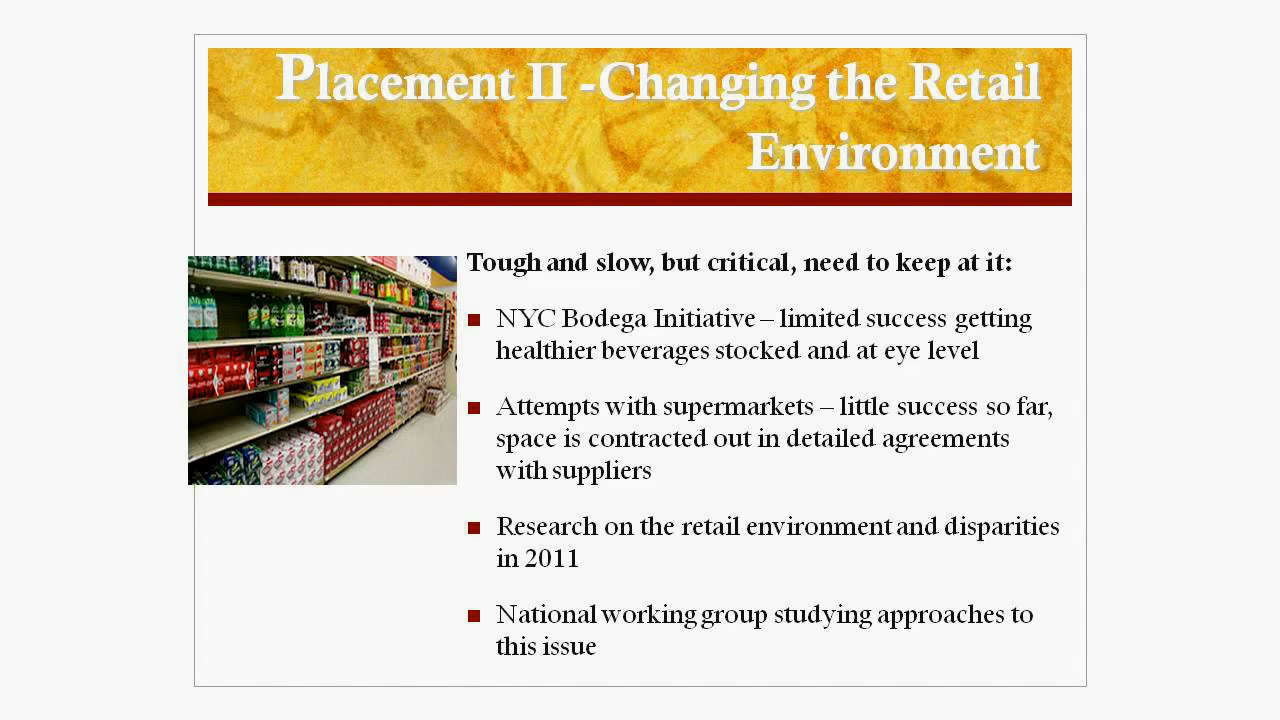 Placement II -Changing the Retail
Environment
Tough and slow, but critical, need to keep at it:
NYC Bodega Initiative – limited success getting
healthier beverages stocked and at eye level
Attempts with supermarkets – little success so far,
space is contracted out in detailed agreements
with suppliers
Research on the retail environment and disparities
in 2011
National working group studying approaches to
this issue